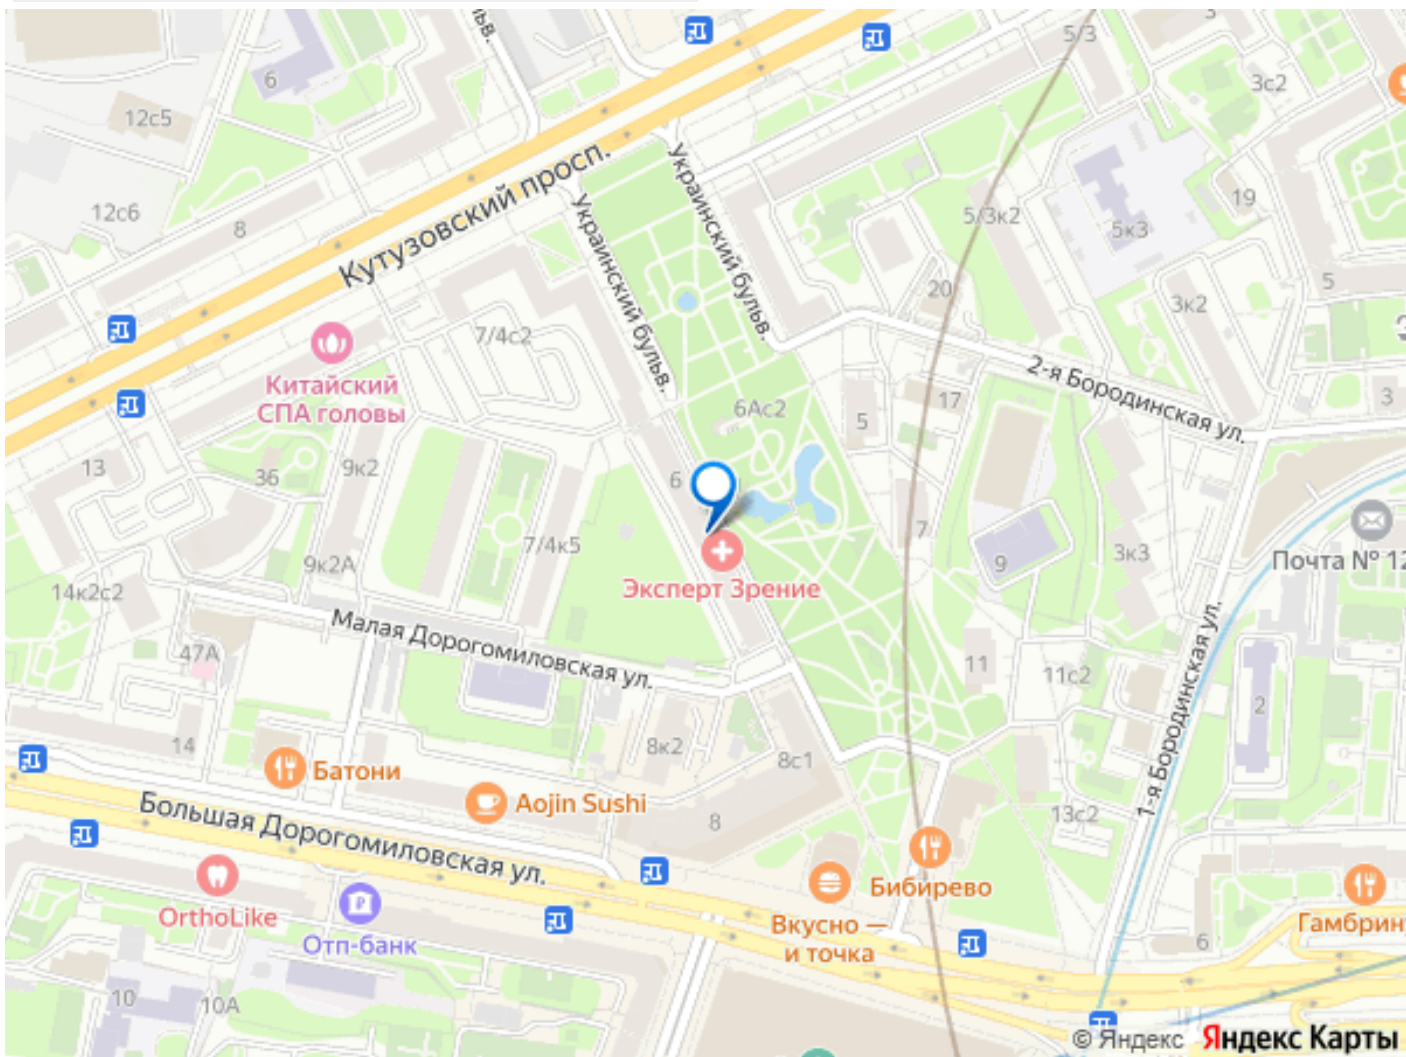 бульв.
5/3
3
6
3с2
12с5
Кутузовский просп.
Украинский бульв.
Украинский бульв.
12с6
8
5/3к2
5к3
19
5
20
3к2
7/4с2
Китайский
СПА головы
2-я Бородинская ул.
6Ас2
5
17
3
13
36
9к2
6
7
9
3к3
Почта № 12
7/4к5
9к2А
14к2с2
Эксперт Зрение
Малая Дорогомиловская ул.
47А
11
11с2
1-я Бородинская ул.
2
14
8к2
8с1
Батони
Aojin Sushi
8
13с2
Большая Дорогомиловская ул.
Бибирево
OrthoLike
Отп-банк
Вкусно —
и точка
Гамбрину
6
10
10А
© Яндекс
Яндекс Карты